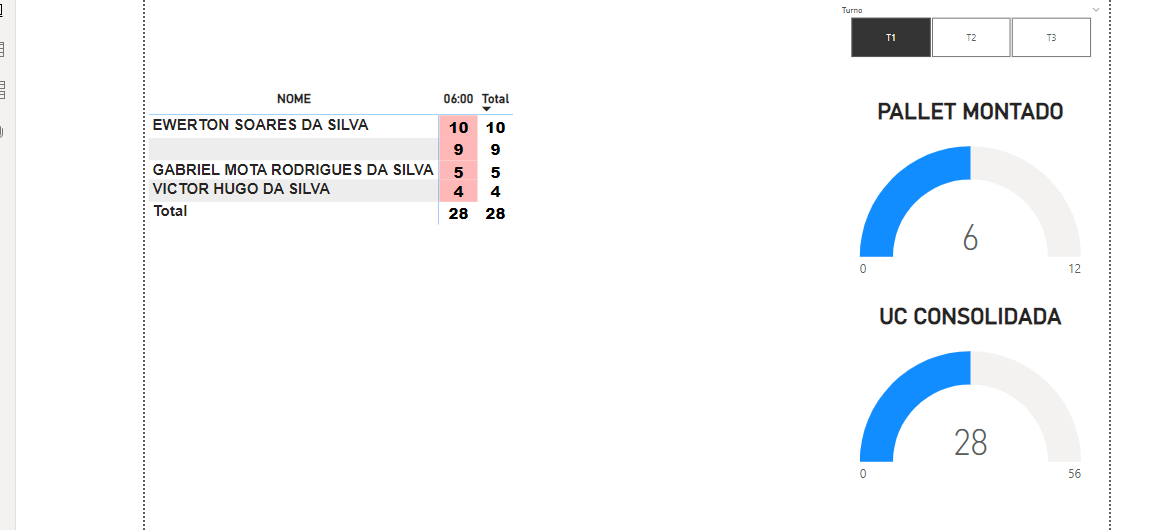 Turno
T1 T2 T3
NOME 06:00 Total
EWERTON SOARES DA SILVA 10 10
9 9
GABRIEL MOTA RODRIGUES DA SILVA 5 5
VICTOR HUGO DA SILVA 4 4
Total 28 28
PALLET MONTADO
6
0 12
UC CONSOLIDADA
28
0 56